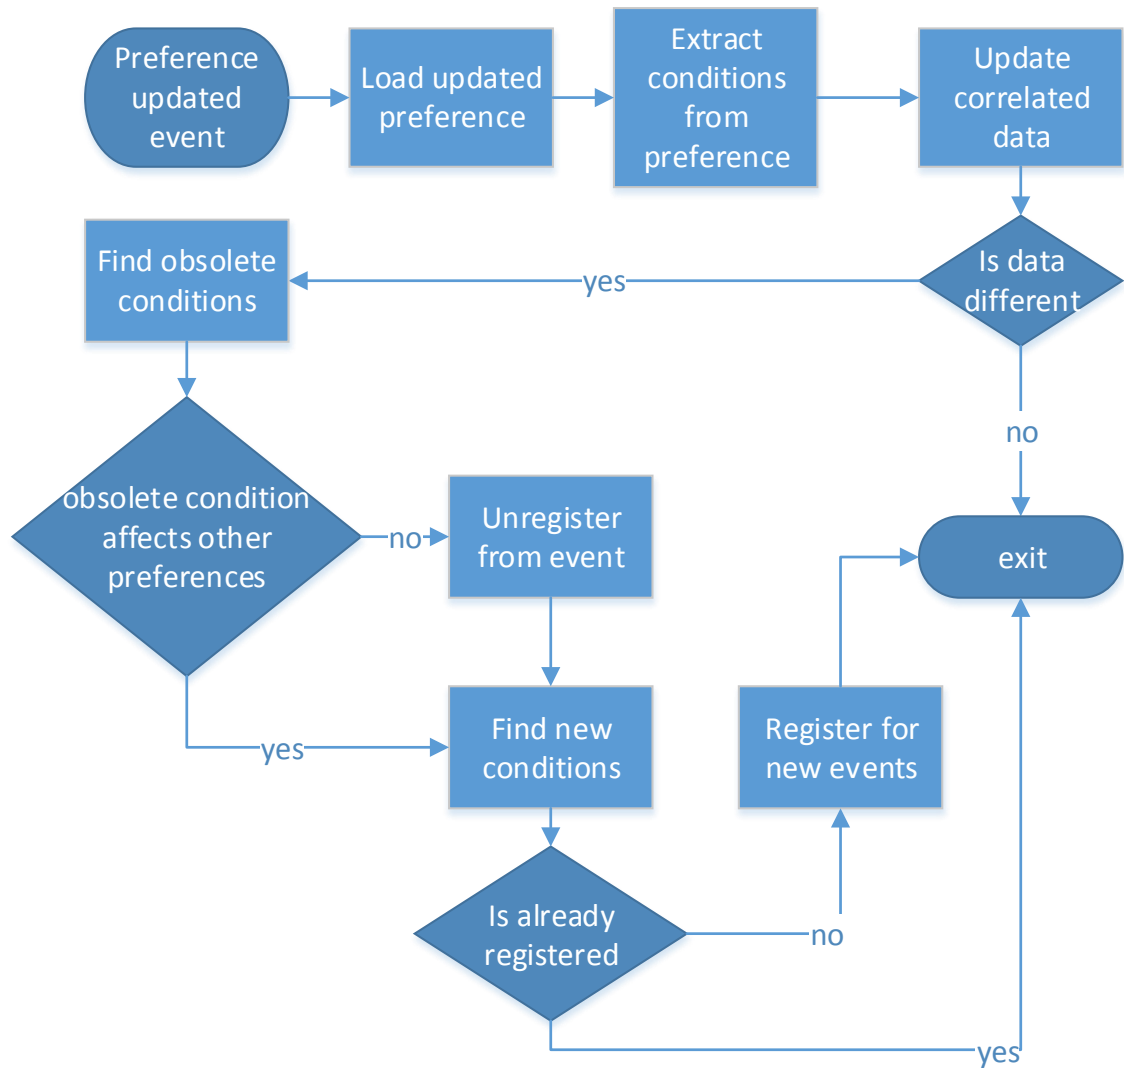 Preference
updated
event
Load updated
preference
Extract
conditions
from
preference
Update
correlated
data
Is data
different
yes
Find obsolete
conditions
no
obsolete condition
affects other
preferences
no
Unregister
from event
exit
yes
Find new
conditions
Register for
new events
Is already
registered
no
yes